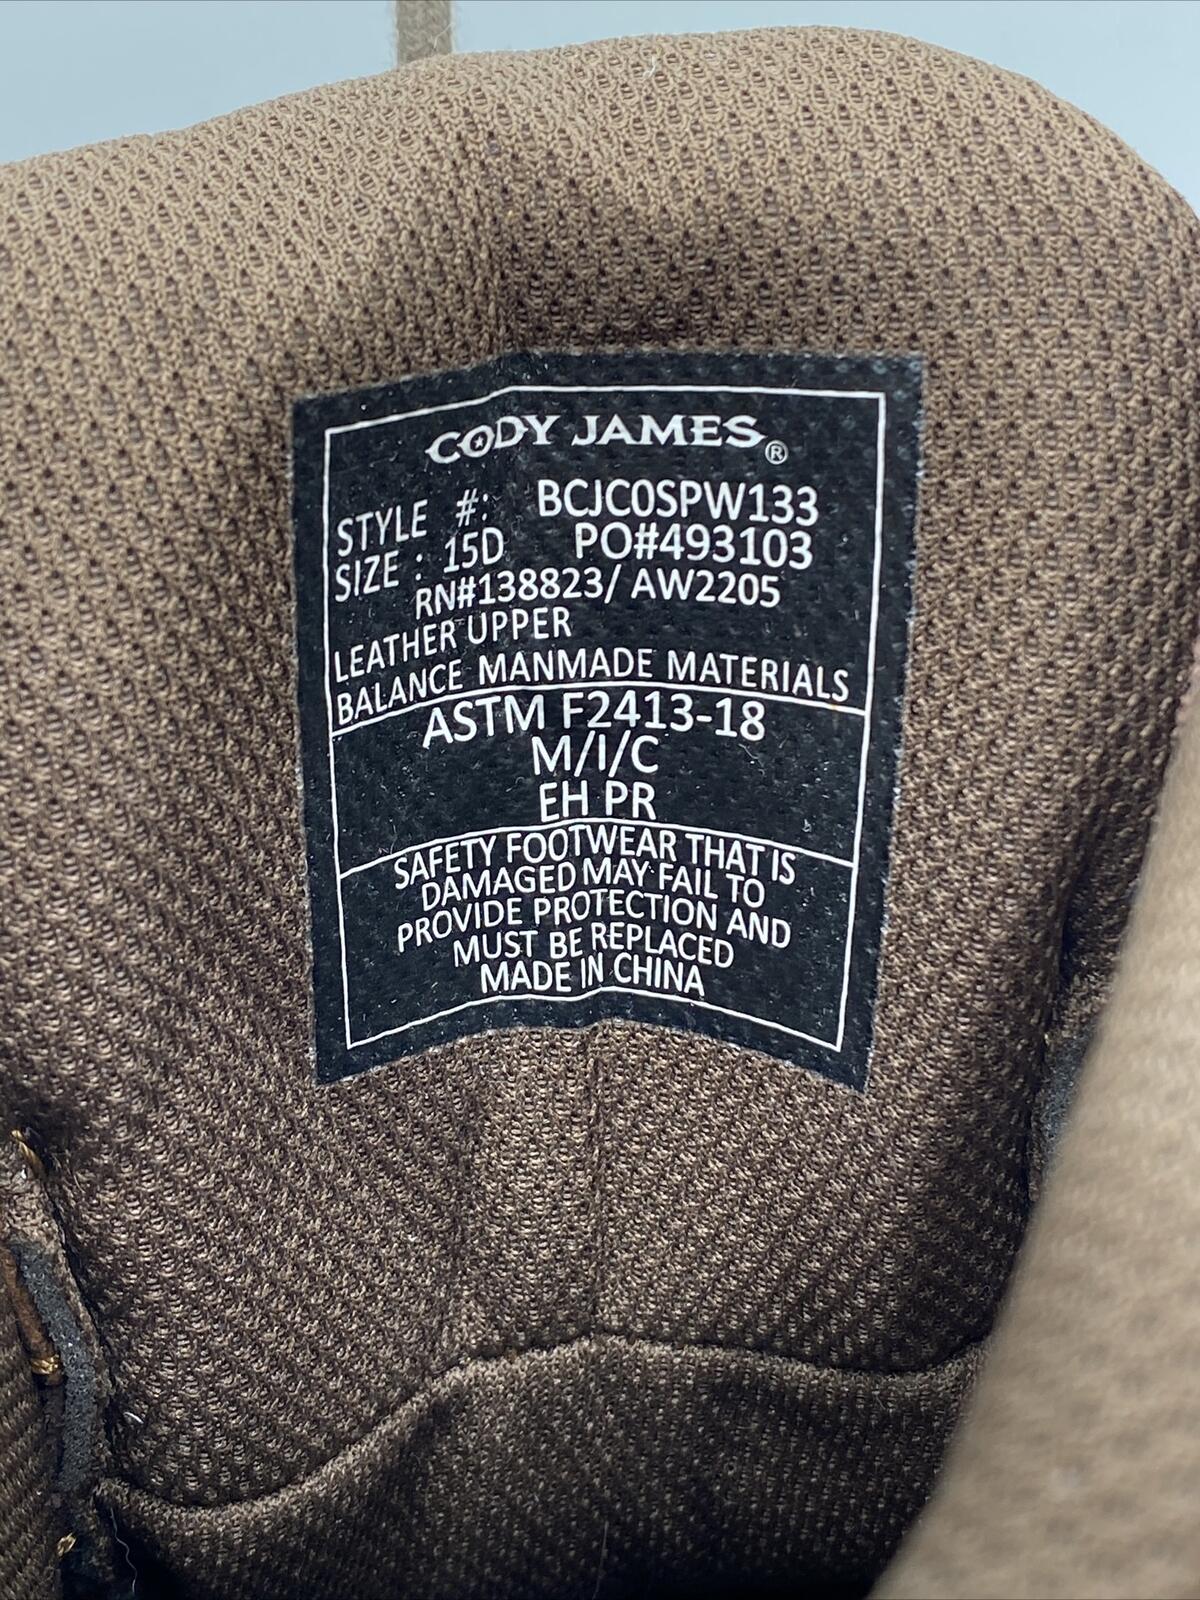 CODY JAMES®
STYLE #: BCJC0SPW133
SIZE : 15D PO#493103
RN#138823/ AW2205
LEATHER UPPER
BALANCE MANMADE MATERIALS
ASTM F2413-18
M/I/C
EH PR
SAFETY FOOTWEAR THAT IS
DAMAGED MAY FAIL TO
PROVIDE PROTECTION AND
MUST BE REPLACED
MADE IN CHINA